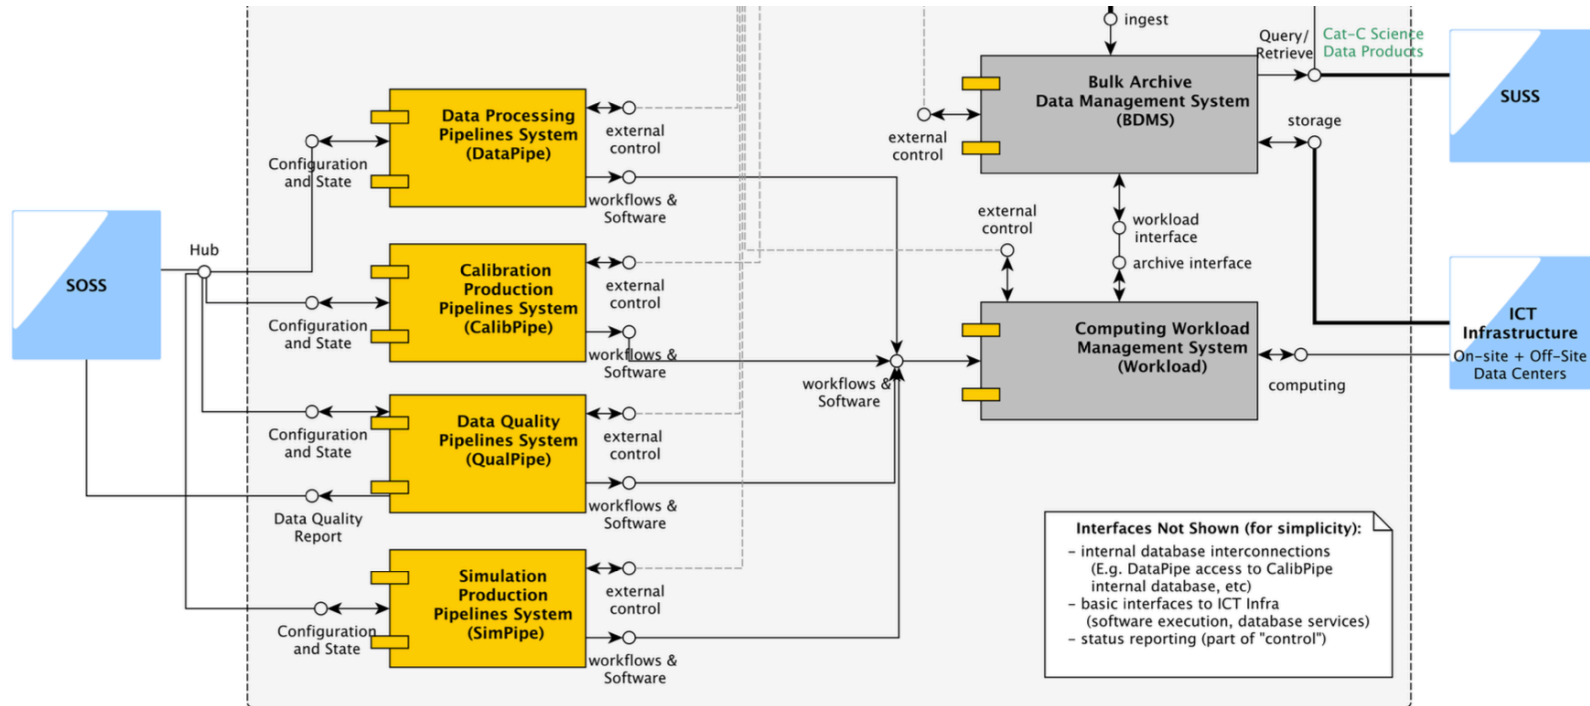 ingest
Query/
Retrieve
Cat-C Science
Data Products
Bulk Archive
Data Management System
(BDMS)
SUSS
external
control
storage
Data Processing
Pipelines System
(DataPipe)
external
control
Configuration
and State
workflows &
Software
external
control
workload
interface
archive interface
Hub
SOSS
Calibration
Production
Pipelines System
(CalibPipe)
external
control
Configuration
and State
workflows &
Software
workflows &
Software
Computing Workload
Management System
(Workload)
computing
ICT
Infrastructure
On-site + Off-Site
Data Centers
Data Quality
Pipelines System
(QualPipe)
external
control
Configuration
and State
workflows &
Software
Data Quality
Report
Simulation
Production
Pipelines System
(SimPipe)
external
control
Configuration
and State
workflows &
Software
Interfaces Not Shown (for simplicity):
- internal database interconnections
(E.g. DataPipe access to CalibPipe
internal database, etc)
- basic interfaces to ICT Infra
(software execution, database services)
- status reporting (part of "control")